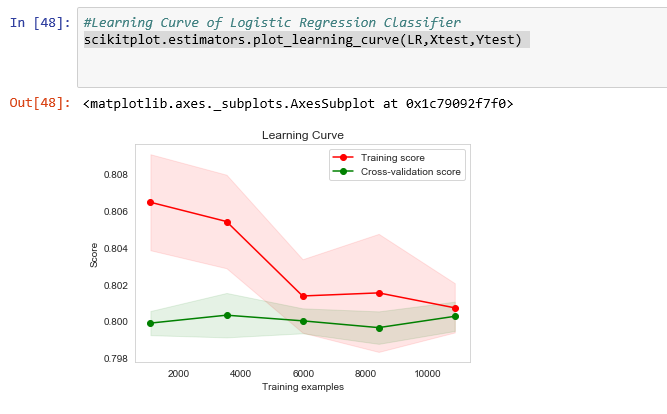 In [48]: #Learning Curve of Logistic Regression Classifier
scikitplot.estimators.plot_learning_curve(LR,Xtest,Ytest)
Out[48]: <matplotlib.axes._subplots.AxesSubplot at 0x1c79092f7f0>
Learning Curve
Training score
Cross-validation score
0.808
0.806
0.804
0.802
0.800
0.798
Score
2000 4000 6000 8000 10000
Training examples